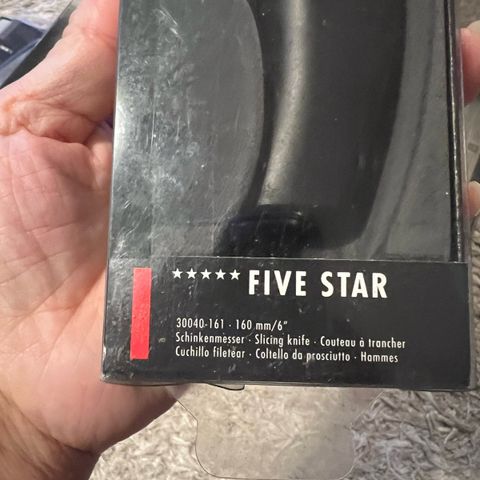 ★★★★★ FIVE STAR
30040-161 · 160 mm/6"
Schinkenmesser · Slicing knife · Couteau à trancher
Cuchillo filetear · Coltello da prosciutto · Hammes